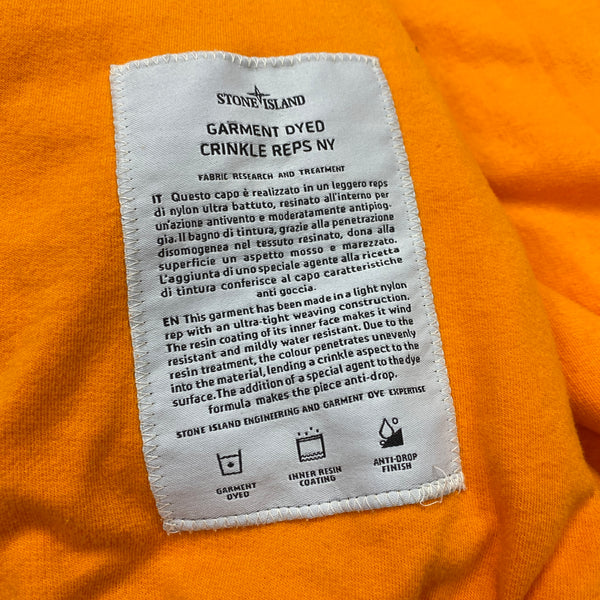 STONE ISLAND
GARMENT DYED
CRINKLE REPS NY
FABRIC RESEARCH AND TREATMENT
IT Questo capo è realizzato in un leggero reps
di nylon ultra battuto, resinato all'interno per
un'azione antivento e moderatamente antipiog-
gia. Il bagno di tintura, grazie alla penetrazione
disomogenea nel tessuto resinato, dona alla
superficie un aspetto mosso e marezzato.
L'aggiunta di uno speciale agente alla ricetta
di tintura conferisce al capo caratteristiche
anti goccia.
EN This garment has been made in a light nylon
rep with an ultra-tight weaving construction.
The resin coating of its inner face makes it wind
resistant and mildly water resistant. Due to the
resin treatment, the colour penetrates unevenly
into the material, lending a crinkle aspect to the
surface. The addition of a special agent to the dye
formula makes the piece anti-drop.
STONE ISLAND ENGINEERING AND GARMENT DYE EXPERTISE
GARMENT
DYED
INNER RESIN
COATING
ANTI-DROP
FINISH